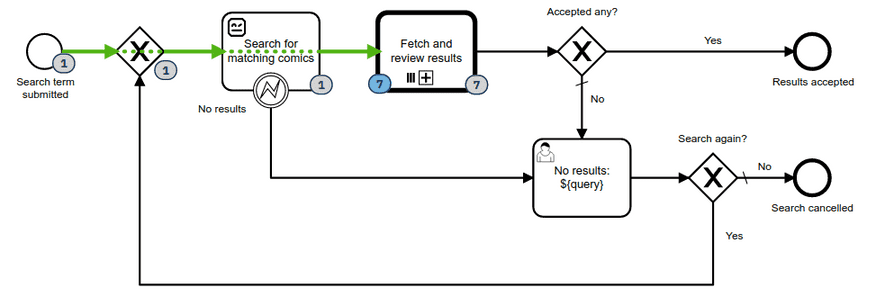 Accepted any?
Search for
matching comics
Fetch and
review results
Yes
1
1
1
7
7
Search term
submitted
Results accepted
No results
No
Search again?
No results:
${query}
No
Search cancelled
Yes